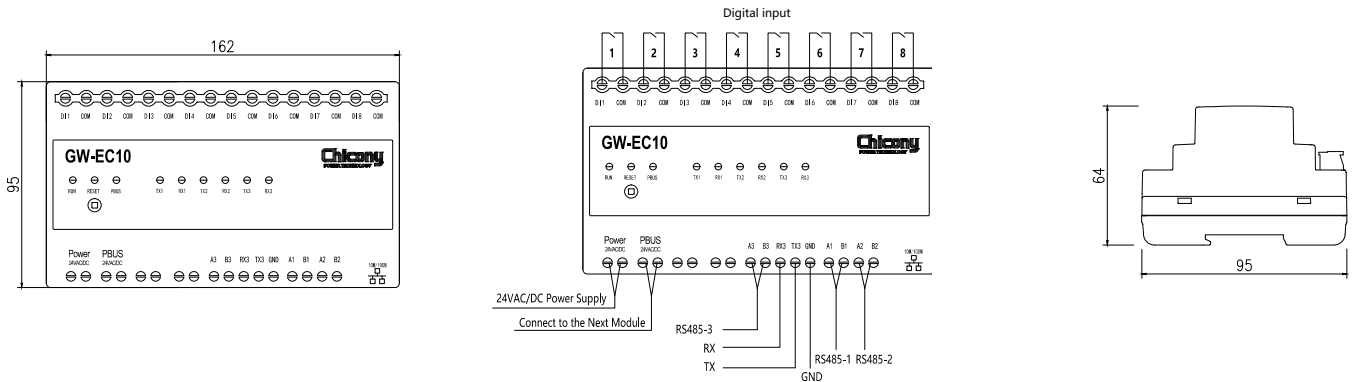 162
95
DI1 COM DI2 COM DI3 COM DI4 COM DI5 COM DI6 COM DI7 COM DI8 COM
GW-EC10
Chicony
POWER TECHNOLOGY
RUN RESET PBUS TX1 RX1 TX2 RX2 TX3 RX3
Power PBUS
24VAC/DC 24VAC/DC
A3 B3 RX3 TX3 GND A1 B1 A2 B2
10M/100M
Digital input
1 2 3 4 5 6 7 8
DI1 COM DI2 COM DI3 COM DI4 COM DI5 COM DI6 COM DI7 COM DI8 COM
GW-EC10
Chicony
POWER TECHNOLOGY
RUN RESET PBUS TX1 RX1 TX2 RX2 TX3 RX3
Power PBUS
24VAC/DC 24VAC/DC
A3 B3 RX3 TX3 GND A1 B1 A2 B2
10M/100M
24VAC/DC Power Supply
Connect to the Next Module
RS485-3
RX
TX
GND
RS485-1 RS485-2
64
95